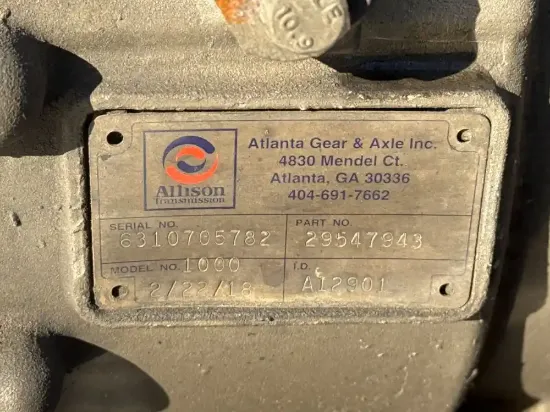 10.9
Atlanta Gear & Axle Inc.
4830 Mendel Ct.
Atlanta, GA 30336
404-691-7662
Allison
Transmission
SERIAL NO. PART NO.
6310705782 29547943
MODEL NO. 1000 I.D.
2/22/18 A12901